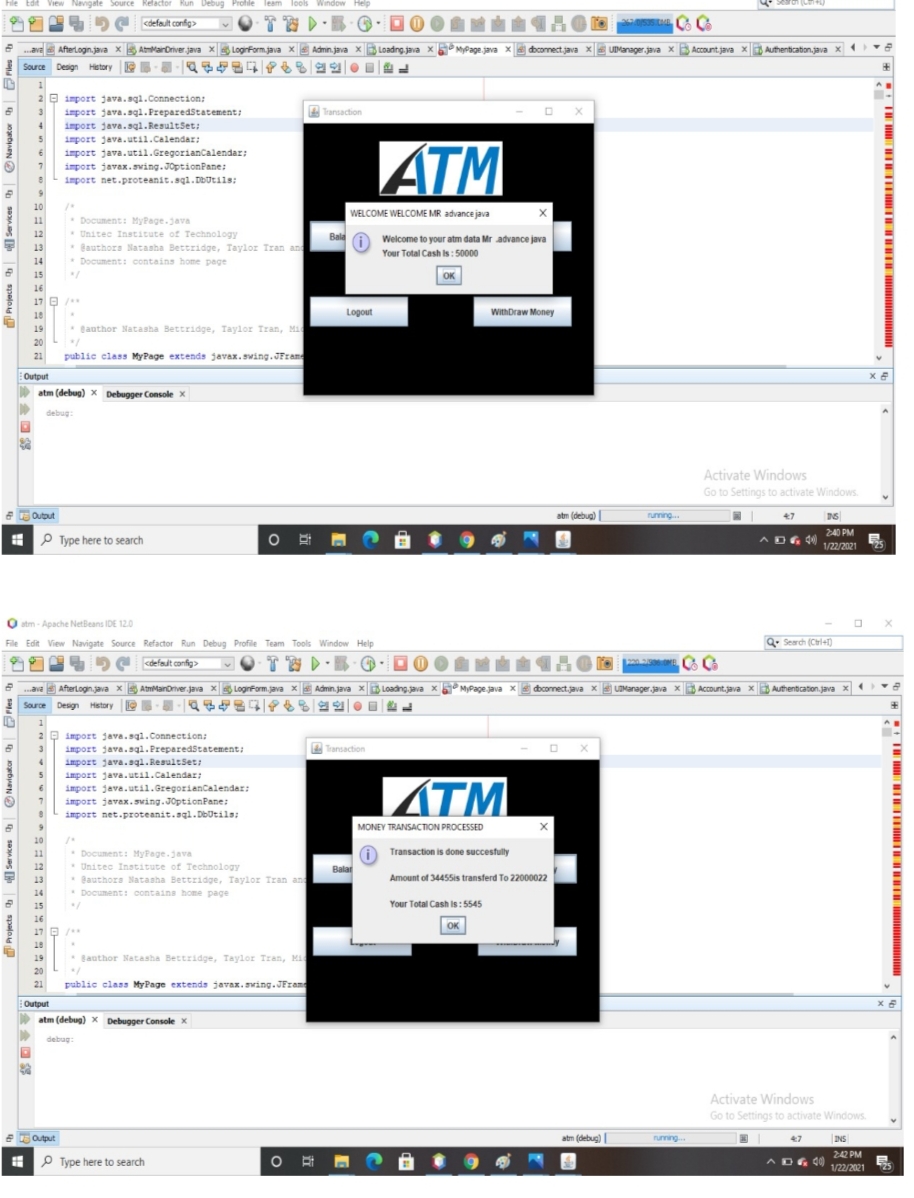 File Edit View Navigate Source Refactor Run Debug Profile Team Tools Window Help
Search (Ctrl+I)
<default config>
...ava AfterLogin.java X AtmMainDriver.java X LoginForm.java X Admin.java X Loading.java X MyPage.java X dbconnect.java X UIManager.java X Account.java X Authentication.java X
Source Design History
Files
Navigator
Services
Projects
1
2 import java.sql.Connection;
3 import java.sql.PreparedStatement;
4 import java.sql.ResultSet;
5 import java.util.Calendar;
6 import java.util.GregorianCalendar;
7 import javax.swing.JOptionPane;
8 import net.proteanit.sql.DbUtils;
9
10 /*
11 * Document: MyPage.java
12 * Unitec Institute of Technology
13 * @authors Natasha Bettridge, Taylor Tran and
14 * Document: contains home page
15 */
16
17 /**
18 *
19 * @author Natasha Bettridge, Taylor Tran, Mic
20 */
21 public class MyPage extends javax.swing.JFrame
Transaction
ATM
Bala
WELCOME WELCOME MR advance java X
Welcome to your atm data Mr .advance java
Your Total Cash Is : 50000
OK
Logout
WithDraw Money
Output
atm (debug) X Debugger Console X
debug:
Activate Windows
Go to Settings to activate Windows.
Output
atm (debug) running... 4:7 INS
Type here to search
2:40 PM
1/22/2021
25
atm - Apache NetBeans IDE 12.0
File Edit View Navigate Source Refactor Run Debug Profile Team Tools Window Help
Search (Ctrl+I)
<default config>
...ava AfterLogin.java X AtmMainDriver.java X LoginForm.java X Admin.java X Loading.java X MyPage.java X dbconnect.java X UIManager.java X Account.java X Authentication.java X
Source Design History
Files
Navigator
Services
Projects
1
2 import java.sql.Connection;
3 import java.sql.PreparedStatement;
4 import java.sql.ResultSet;
5 import java.util.Calendar;
6 import java.util.GregorianCalendar;
7 import javax.swing.JOptionPane;
8 import net.proteanit.sql.DbUtils;
9
10 /*
11 * Document: MyPage.java
12 * Unitec Institute of Technology
13 * @authors Natasha Bettridge, Taylor Tran and
14 * Document: contains home page
15 */
16
17 /**
18 *
19 * @author Natasha Bettridge, Taylor Tran, Mic
20 */
21 public class MyPage extends javax.swing.JFrame
Transaction
ATM
Balar
MONEY TRANSACTION PROCESSED X
Transaction is done succesfully
Amount of 34455is transferd To 22000022
Your Total Cash Is : 5545
OK
Output
atm (debug) X Debugger Console X
debug:
Activate Windows
Go to Settings to activate Windows.
Output
atm (debug) running... 4:7 INS
Type here to search
2:42 PM
1/22/2021
25